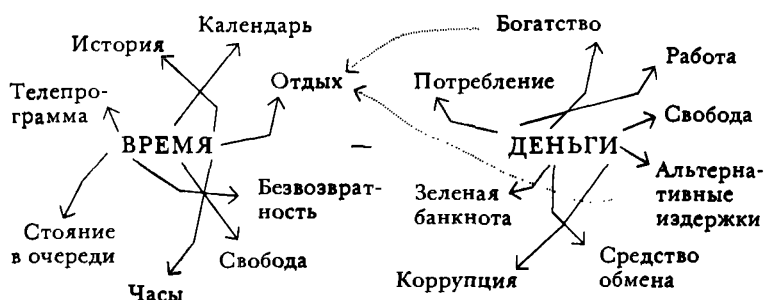 История
Календарь
Отдых
Телепро-
грамма
ВРЕМЯ
Стояние
в очереди
Часы
Свобода
Безвозврат-
ность
–
Богатство
Работа
Потребление
Свобода
ДЕНЬГИ
Альтерна-
тивные
издержки
Зеленая
банкнота
Средство
обмена
Коррупция